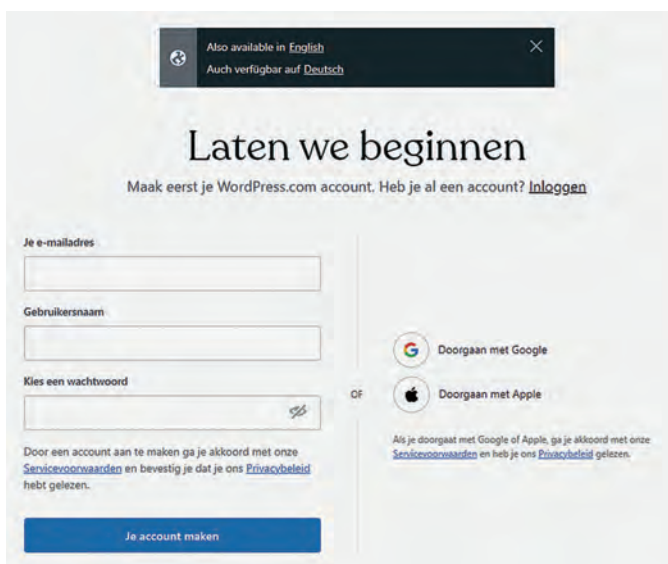 Also available in English
Auch verfügbar auf Deutsch
Laten we beginnen
Maak eerst je WordPress.com account. Heb je al een account? Inloggen
Je e-mailadres
Gebruikersnaam
Kies een wachtwoord
Door een account aan te maken ga je akkoord met onze
Servicevoorwaarden en bevestig je dat je ons Privacybeleid
hebt gelezen.
Je account maken
OF
Doorgaan met Google
Doorgaan met Apple
Als je doorgaat met Google of Apple, ga je akkoord met onze
Servicevoorwaarden en heb je ons Privacybeleid gelezen.